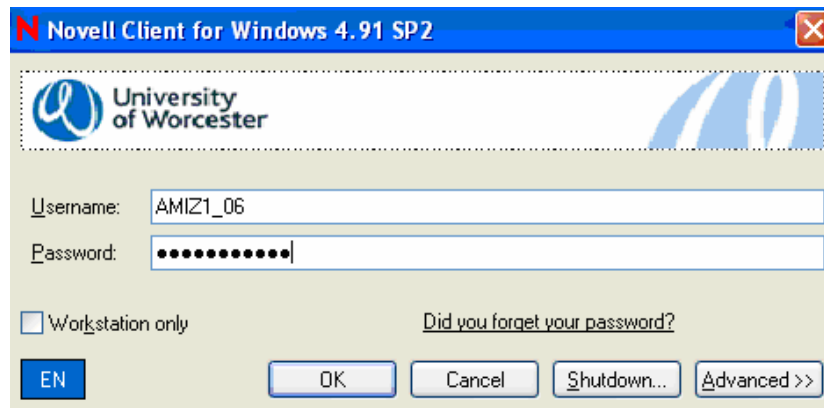 N Novell Client for Windows 4.91 SP2
University
of Worcester
Username: AMIZ1_06
Password: ●●●●●●●●●●●
Workstation only Did you forget your password?
EN OK Cancel Shutdown... Advanced >>